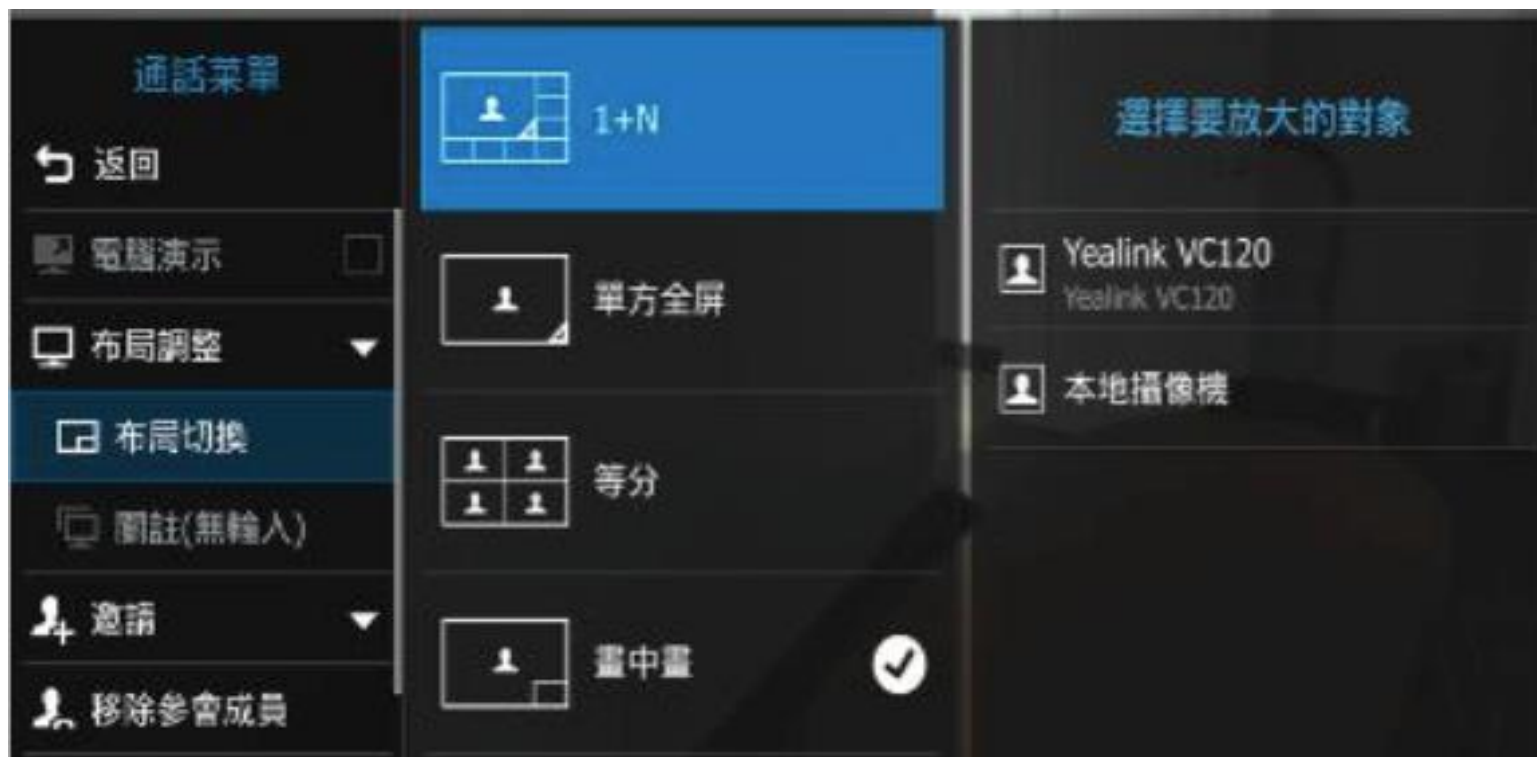 通話菜單
返回
電腦演示
布局調整
布局切換
關註(無輸入)
邀請
移除參會成員
1+N
單方全屏
等分
畫中畫
選擇要放大的對象
Yealink VC120
Yealink VC120
本地攝像機